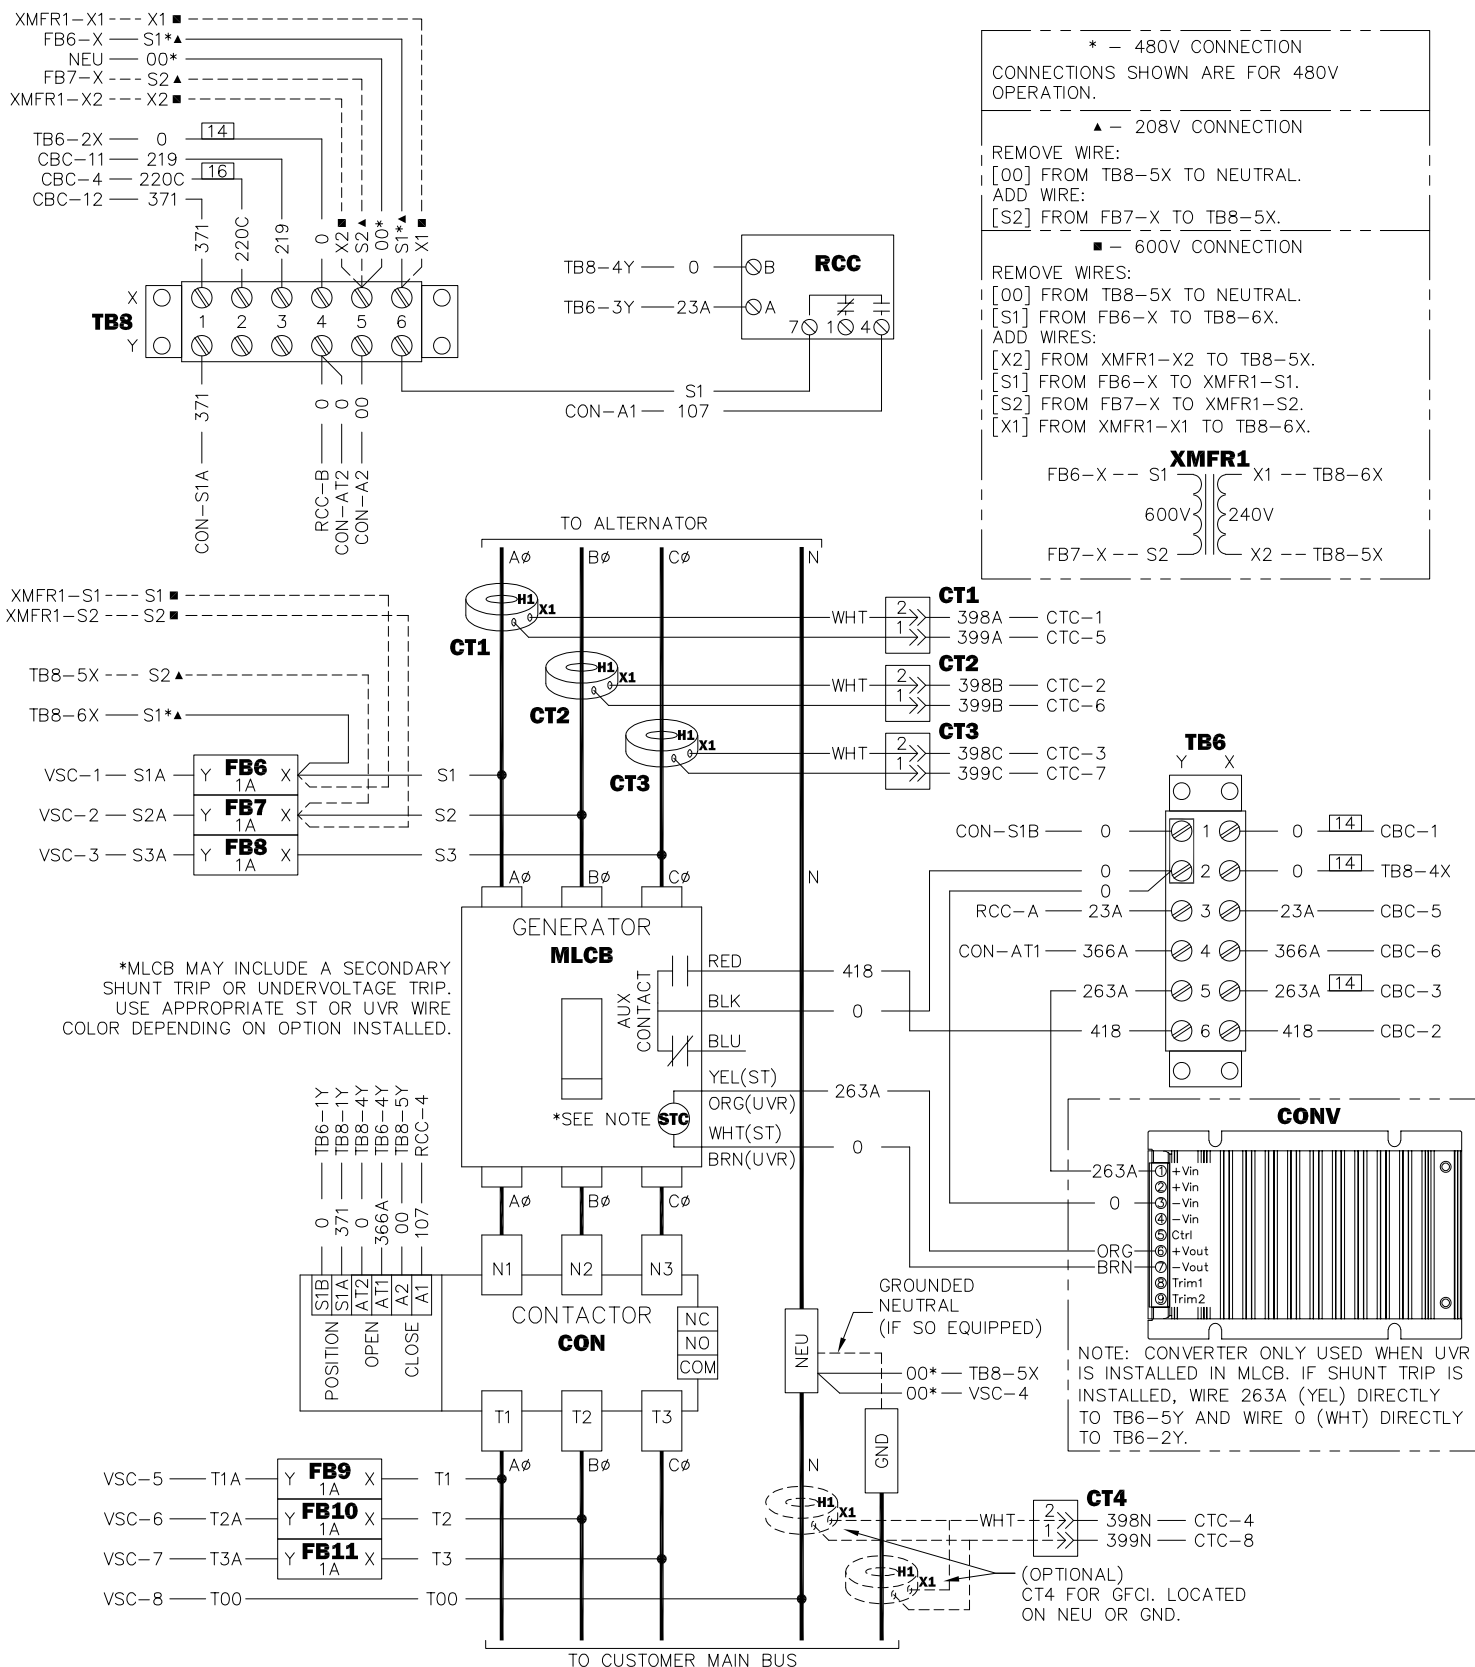 XMFR1-X1 X1 ■
FB6-X S1*▲
NEU 00*
FB7-X S2 ▲
XMFR1-X2 X2 ■
TB6-2X 0 14
CBC-11 219
CBC-4 220C 16
CBC-12 371
371 220C 219 0 X2■ S2▲ 00* S1*▲ X1■
X
TB8 1 2 3 4 5 6
Y
371 0 0 00
CON-S1A RCC-B CON-AT2 CON-A2
RCC
TB8-4Y 0 B
TB6-3Y 23A A
7 1 4
S1
CON-A1 107
* - 480V CONNECTION
CONNECTIONS SHOWN ARE FOR 480V
OPERATION.
▲ - 208V CONNECTION
REMOVE WIRE:
[00] FROM TB8-5X TO NEUTRAL.
ADD WIRE:
[S2] FROM FB7-X TO TB8-5X.
■ - 600V CONNECTION
REMOVE WIRES:
[00] FROM TB8-5X TO NEUTRAL.
[S1] FROM FB6-X TO TB8-6X.
ADD WIRES:
[X2] FROM XMFR1-X2 TO TB8-5X.
[S1] FROM FB6-X TO XMFR1-S1.
[S2] FROM FB7-X TO XMFR1-S2.
[X1] FROM XMFR1-X1 TO TB8-6X.
XMFR1
FB6-X S1 X1 TB8-6X
600V 240V
FB7-X S2 X2 TB8-5X
TO ALTERNATOR
AØ BØ CØ N
XMFR1-S1 S1 ■
XMFR1-S2 S2 ■
H1 X1
CT1
WHT 2 398A CTC-1
1 399A CTC-5
CT1
H1 X1
CT2
WHT 2 398B CTC-2
1 399B CTC-6
CT2
H1 X1
CT3
WHT 2 398C CTC-3
1 399C CTC-7
CT3
TB8-5X S2 ▲
TB8-6X S1*▲
VSC-1 S1A Y FB6 X S1
1A
VSC-2 S2A Y FB7 X S2
1A
VSC-3 S3A Y FB8 X S3
1A
TB6
Y X
CON-S1B 0 1 0 14 CBC-1
0 2 0 14 TB8-4X
0
RCC-A 23A 3 23A CBC-5
CON-AT1 366A 4 366A CBC-6
263A 5 263A 14 CBC-3
418 6 418 CBC-2
AØ BØ CØ N
GENERATOR
MLCB
*MLCB MAY INCLUDE A SECONDARY
SHUNT TRIP OR UNDERVOLTAGE TRIP.
USE APPROPRIATE ST OR UVR WIRE
COLOR DEPENDING ON OPTION INSTALLED.
AUX
CONTACT
RED 418
BLK 0
BLU
YEL(ST) 263A
ORG(UVR)
*SEE NOTE STC
WHT(ST) 0
BRN(UVR)
AØ BØ CØ
TB6-1Y TB8-1Y TB8-4Y TB6-4Y TB8-5Y RCC-4
0 371 0 366A 00 107
S1B S1A AT2 AT1 A2 A1
POSITION OPEN CLOSE
N1 N2 N3
CONTACTOR
CON
NC
NO
COM
T1 T2 T3
AØ BØ CØ N
CONV
263A 1 +Vin
2 +Vin
0 3 -Vin
4 -Vin
5 Ctrl
ORG 6 +Vout
BRN 7 -Vout
8 Trim1
9 Trim2
NOTE: CONVERTER ONLY USED WHEN UVR
IS INSTALLED IN MLCB. IF SHUNT TRIP IS
INSTALLED, WIRE 263A (YEL) DIRECTLY
TO TB6-5Y AND WIRE 0 (WHT) DIRECTLY
TO TB6-2Y.
GROUNDED
NEUTRAL
(IF SO EQUIPPED)
NEU
00* TB8-5X
00* VSC-4
GND
VSC-5 T1A Y FB9 X T1
1A
VSC-6 T2A Y FB10 X T2
1A
VSC-7 T3A Y FB11 X T3
1A
VSC-8 T00 T00
H1 X1
WHT 2 398N CTC-4
1 399N CTC-8
CT4
H1 X1
(OPTIONAL)
CT4 FOR GFCI. LOCATED
ON NEU OR GND.
TO CUSTOMER MAIN BUS